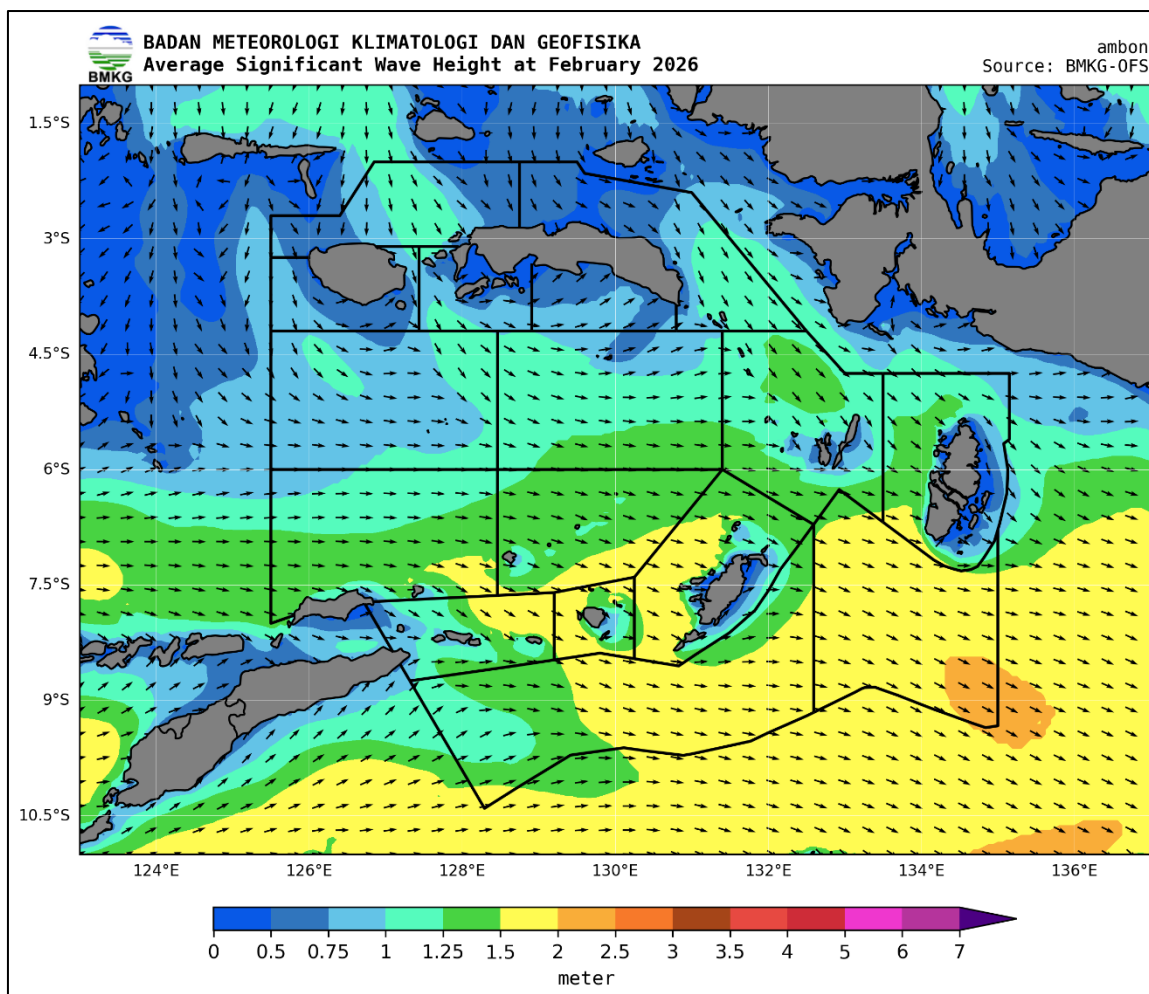 BADAN METEOROLOGI KLIMATOLOGI DAN GEOFISIKA
Average Significant Wave Height at February 2026
BMKG
ambon
Source: BMKG-OFS
1.5°S
3°S
4.5°S
6°S
7.5°S
9°S
10.5°S
124°E 126°E 128°E 130°E 132°E 134°E 136°E
0 0.5 0.75 1 1.25 1.5 2 2.5 3 3.5 4 5 6 7
meter